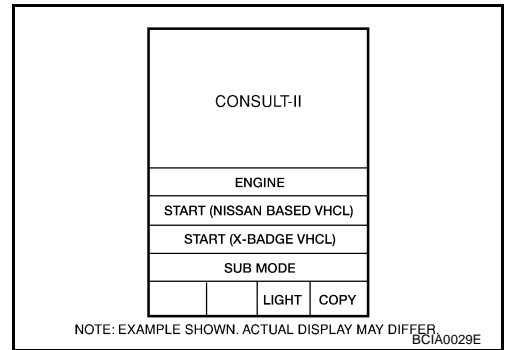 CONSULT-II
ENGINE
START (NISSAN BASED VHCL)
START (X-BADGE VHCL)
SUB MODE
LIGHT COPY
NOTE: EXAMPLE SHOWN. ACTUAL DISPLAY MAY DIFFER.
BCIA0029E